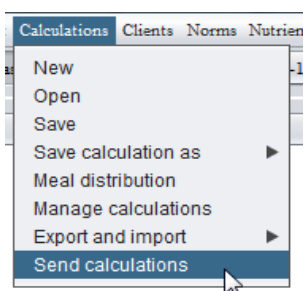 Calculations Clients Norms Nutrien
New
Open
Save
Save calculation as
Meal distribution
Manage calculations
Export and import
Send calculations